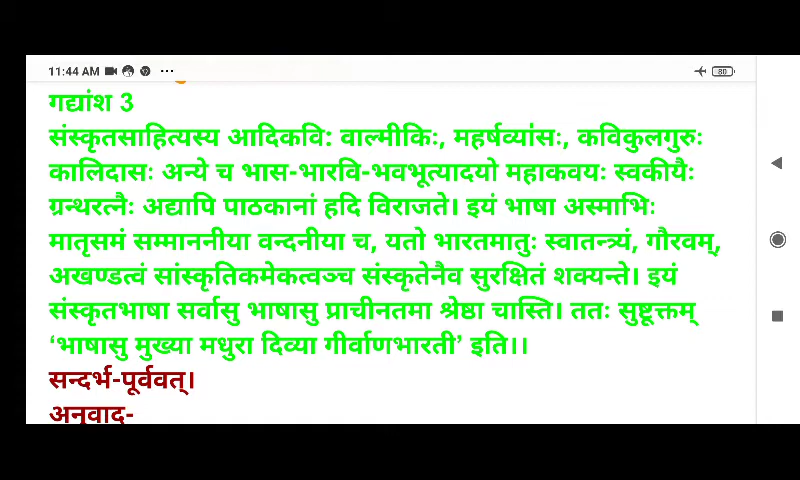 11:44 AM ...
80
गद्यांश 3
संस्कृतसाहित्यस्य आदिकवि: वाल्मीकिः, महर्षव्यांसः, कविकुलगुरुः
कालिदासः अन्ये च भास-भारवि-भवभूत्यादयो महाकवयः स्वकीयैः
ग्रन्थरत्नैः अद्यापि पाठकानां हदि विराजते। इयं भाषा अस्माभिः
मातृसमं सम्माननीया वन्दनीया च, यतो भारतमातुः स्वातन्त्र्यं, गौरवम्,
अखण्डत्वं सांस्कृतिकमेकत्वञ्च संस्कृतेनैव सुरक्षितं शक्यन्ते। इयं
संस्कृतभाषा सर्वासु भाषासु प्राचीनतमा श्रेष्ठा चास्ति। ततः सुष्टूक्तम्
‘भाषासु मुख्या मधुरा दिव्या गीर्वाणभारती’ इति।।
सन्दर्भ-पूर्ववत्।
अनुवाद-